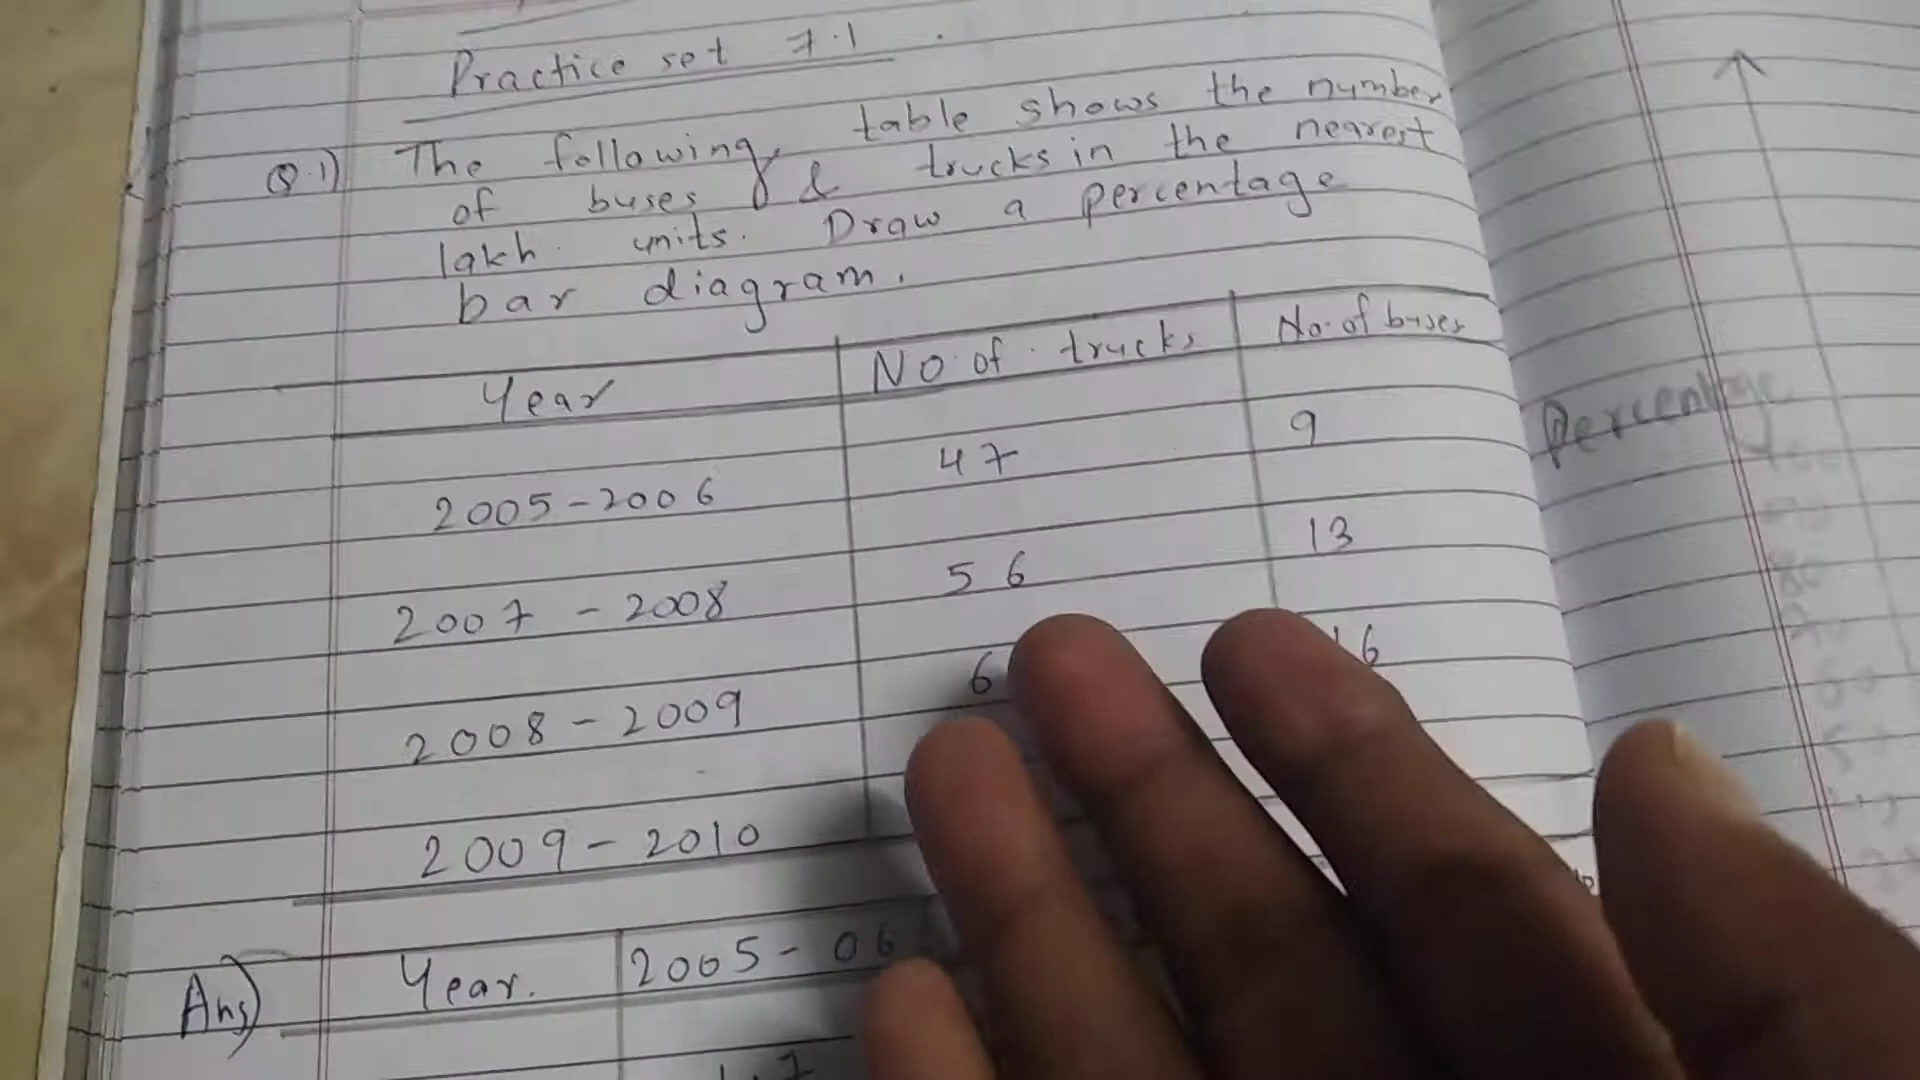 Practice set 7.1
Q.1) The following table shows the number
of buses & trucks in the nearest
lakh units. Draw a percentage
bar diagram.
Year No. of trucks No. of buses
2005-2006 47 9
2007 - 2008 56 13
2008 - 2009 6 16
2009 - 2010
Ans) Year. 2005-06
Percentage